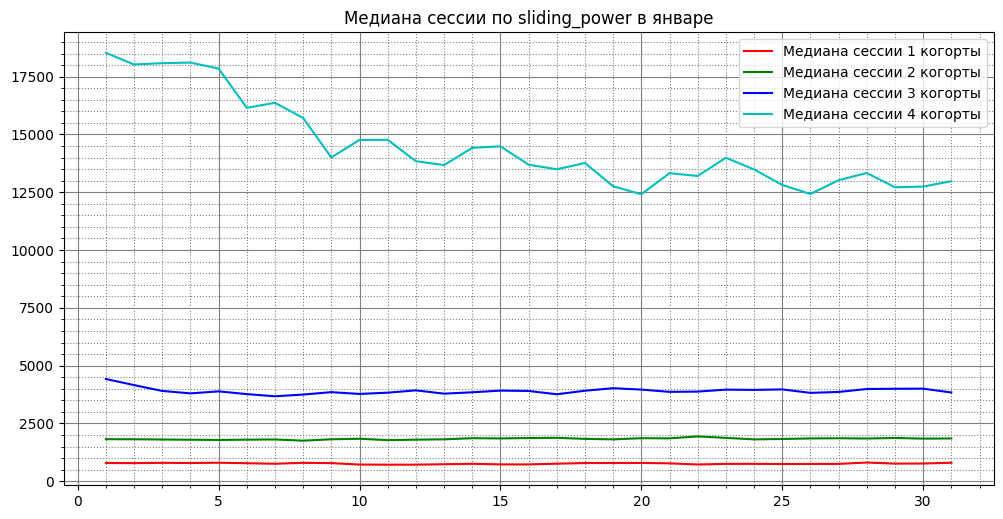 Медиана сессии по sliding_power в январе
Медиана сессии 1 когорты
Медиана сессии 2 когорты
Медиана сессии 3 когорты
Медиана сессии 4 когорты
17500
15000
12500
10000
7500
5000
2500
0
0 5 10 15 20 25 30